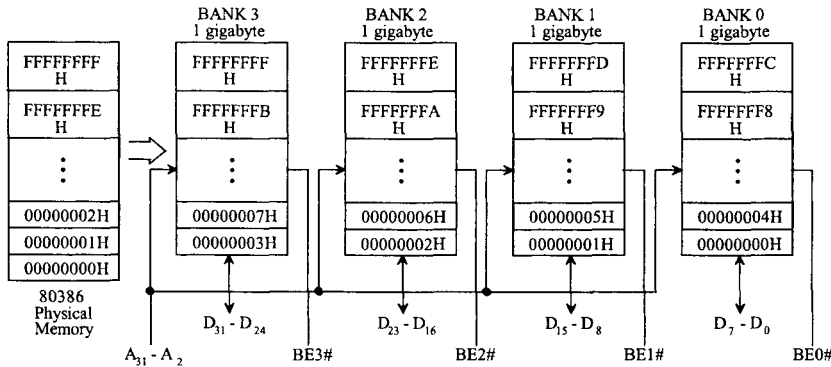 BANK 3
1 gigabyte
BANK 2
1 gigabyte
BANK 1
1 gigabyte
BANK 0
1 gigabyte
FFFFFFFF
H
FFFFFFFE
H
00000002H
00000001H
00000000H
80386
Physical
Memory
FFFFFFFF
H
FFFFFFFB
H
00000007H
00000003H
FFFFFFFE
H
FFFFFFFA
H
00000006H
00000002H
FFFFFFFD
H
FFFFFFF9
H
00000005H
00000001H
FFFFFFFC
H
FFFFFFF8
H
00000004H
00000000H
D31 - D24
D23 - D16
D15 - D8
D7 - D0
A31 - A2
BE3#
BE2#
BE1#
BE0#